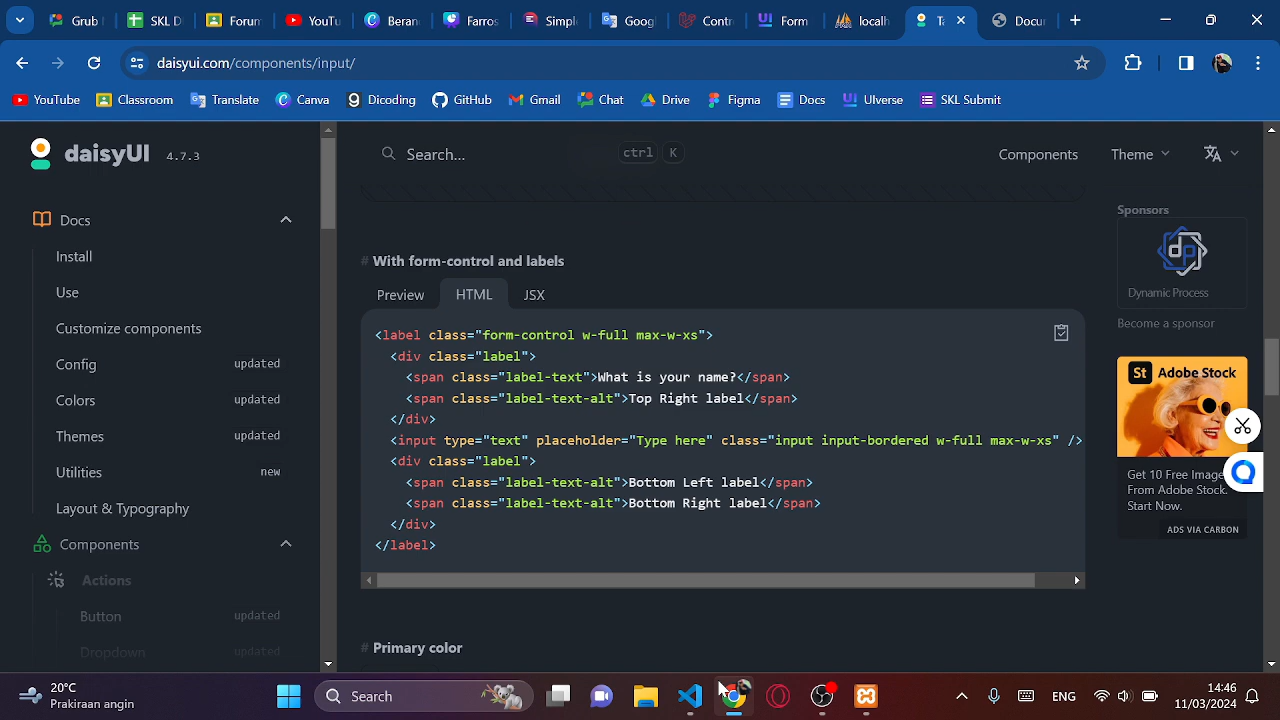 Grub
SKL D
Forum
YouTu
Beran
Farro
Simple
Goog
Contr
Form
localh
Ta
Docu
daisyui.com/components/input/
YouTube
Classroom
Translate
Canva
Dicoding
GitHub
Gmail
Chat
Drive
Figma
Docs
UIverse
SKL Submit
daisyUI 4.7.3
Search...
ctrl K
Components
Theme
Docs
Install
Use
Customize components
Config updated
Colors updated
Themes updated
Utilities new
Layout & Typography
Components
Actions
Button updated
Dropdown updated
# With form-control and labels
Preview HTML JSX
<label class="form-control w-full max-w-xs">
<div class="label">
<span class="label-text">What is your name?</span>
<span class="label-text-alt">Top Right label</span>
</div>
<input type="text" placeholder="Type here" class="input input-bordered w-full max-w-xs" />
<div class="label">
<span class="label-text-alt">Bottom Left label</span>
<span class="label-text-alt">Bottom Right label</span>
</div>
</label>
# Primary color
Sponsors
dp
Dynamic Process
Become a sponsor
St Adobe Stock
Get 10 Free Image
From Adobe Stock.
Start Now.
ADS VIA CARBON
20°C
Prakiraan angin
Search
ENG
14:46
11/03/2024